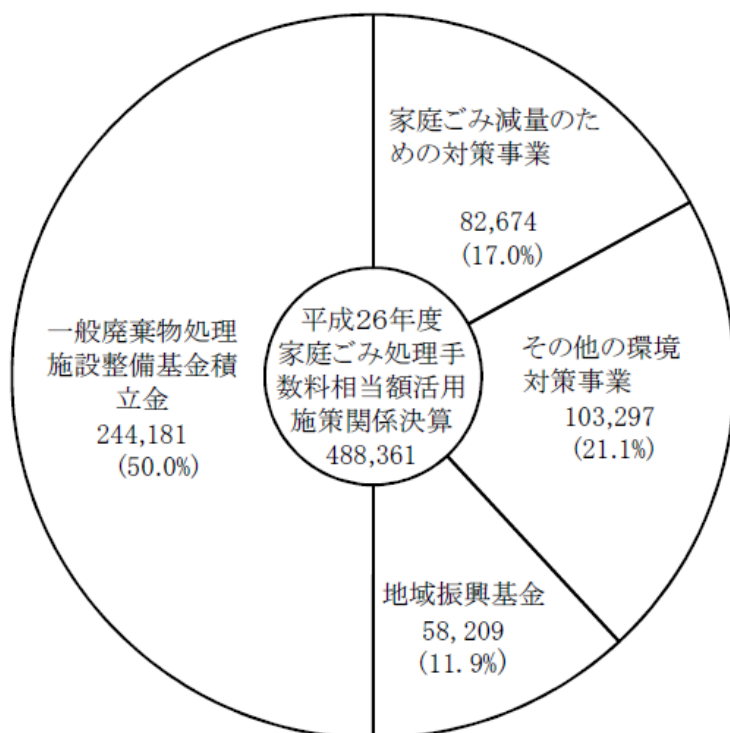 家庭ごみ減量のた
めの対策事業
82,674
(17.0%)
その他の環境
対策事業
103,297
(21.1%)
地域振興基金
58,209
(11.9%)
一般廃棄物処理
施設整備基金積
立金
244,181
(50.0%)
平成26年度
家庭ごみ処理手
数料相当額活用
施策関係決算
488,361